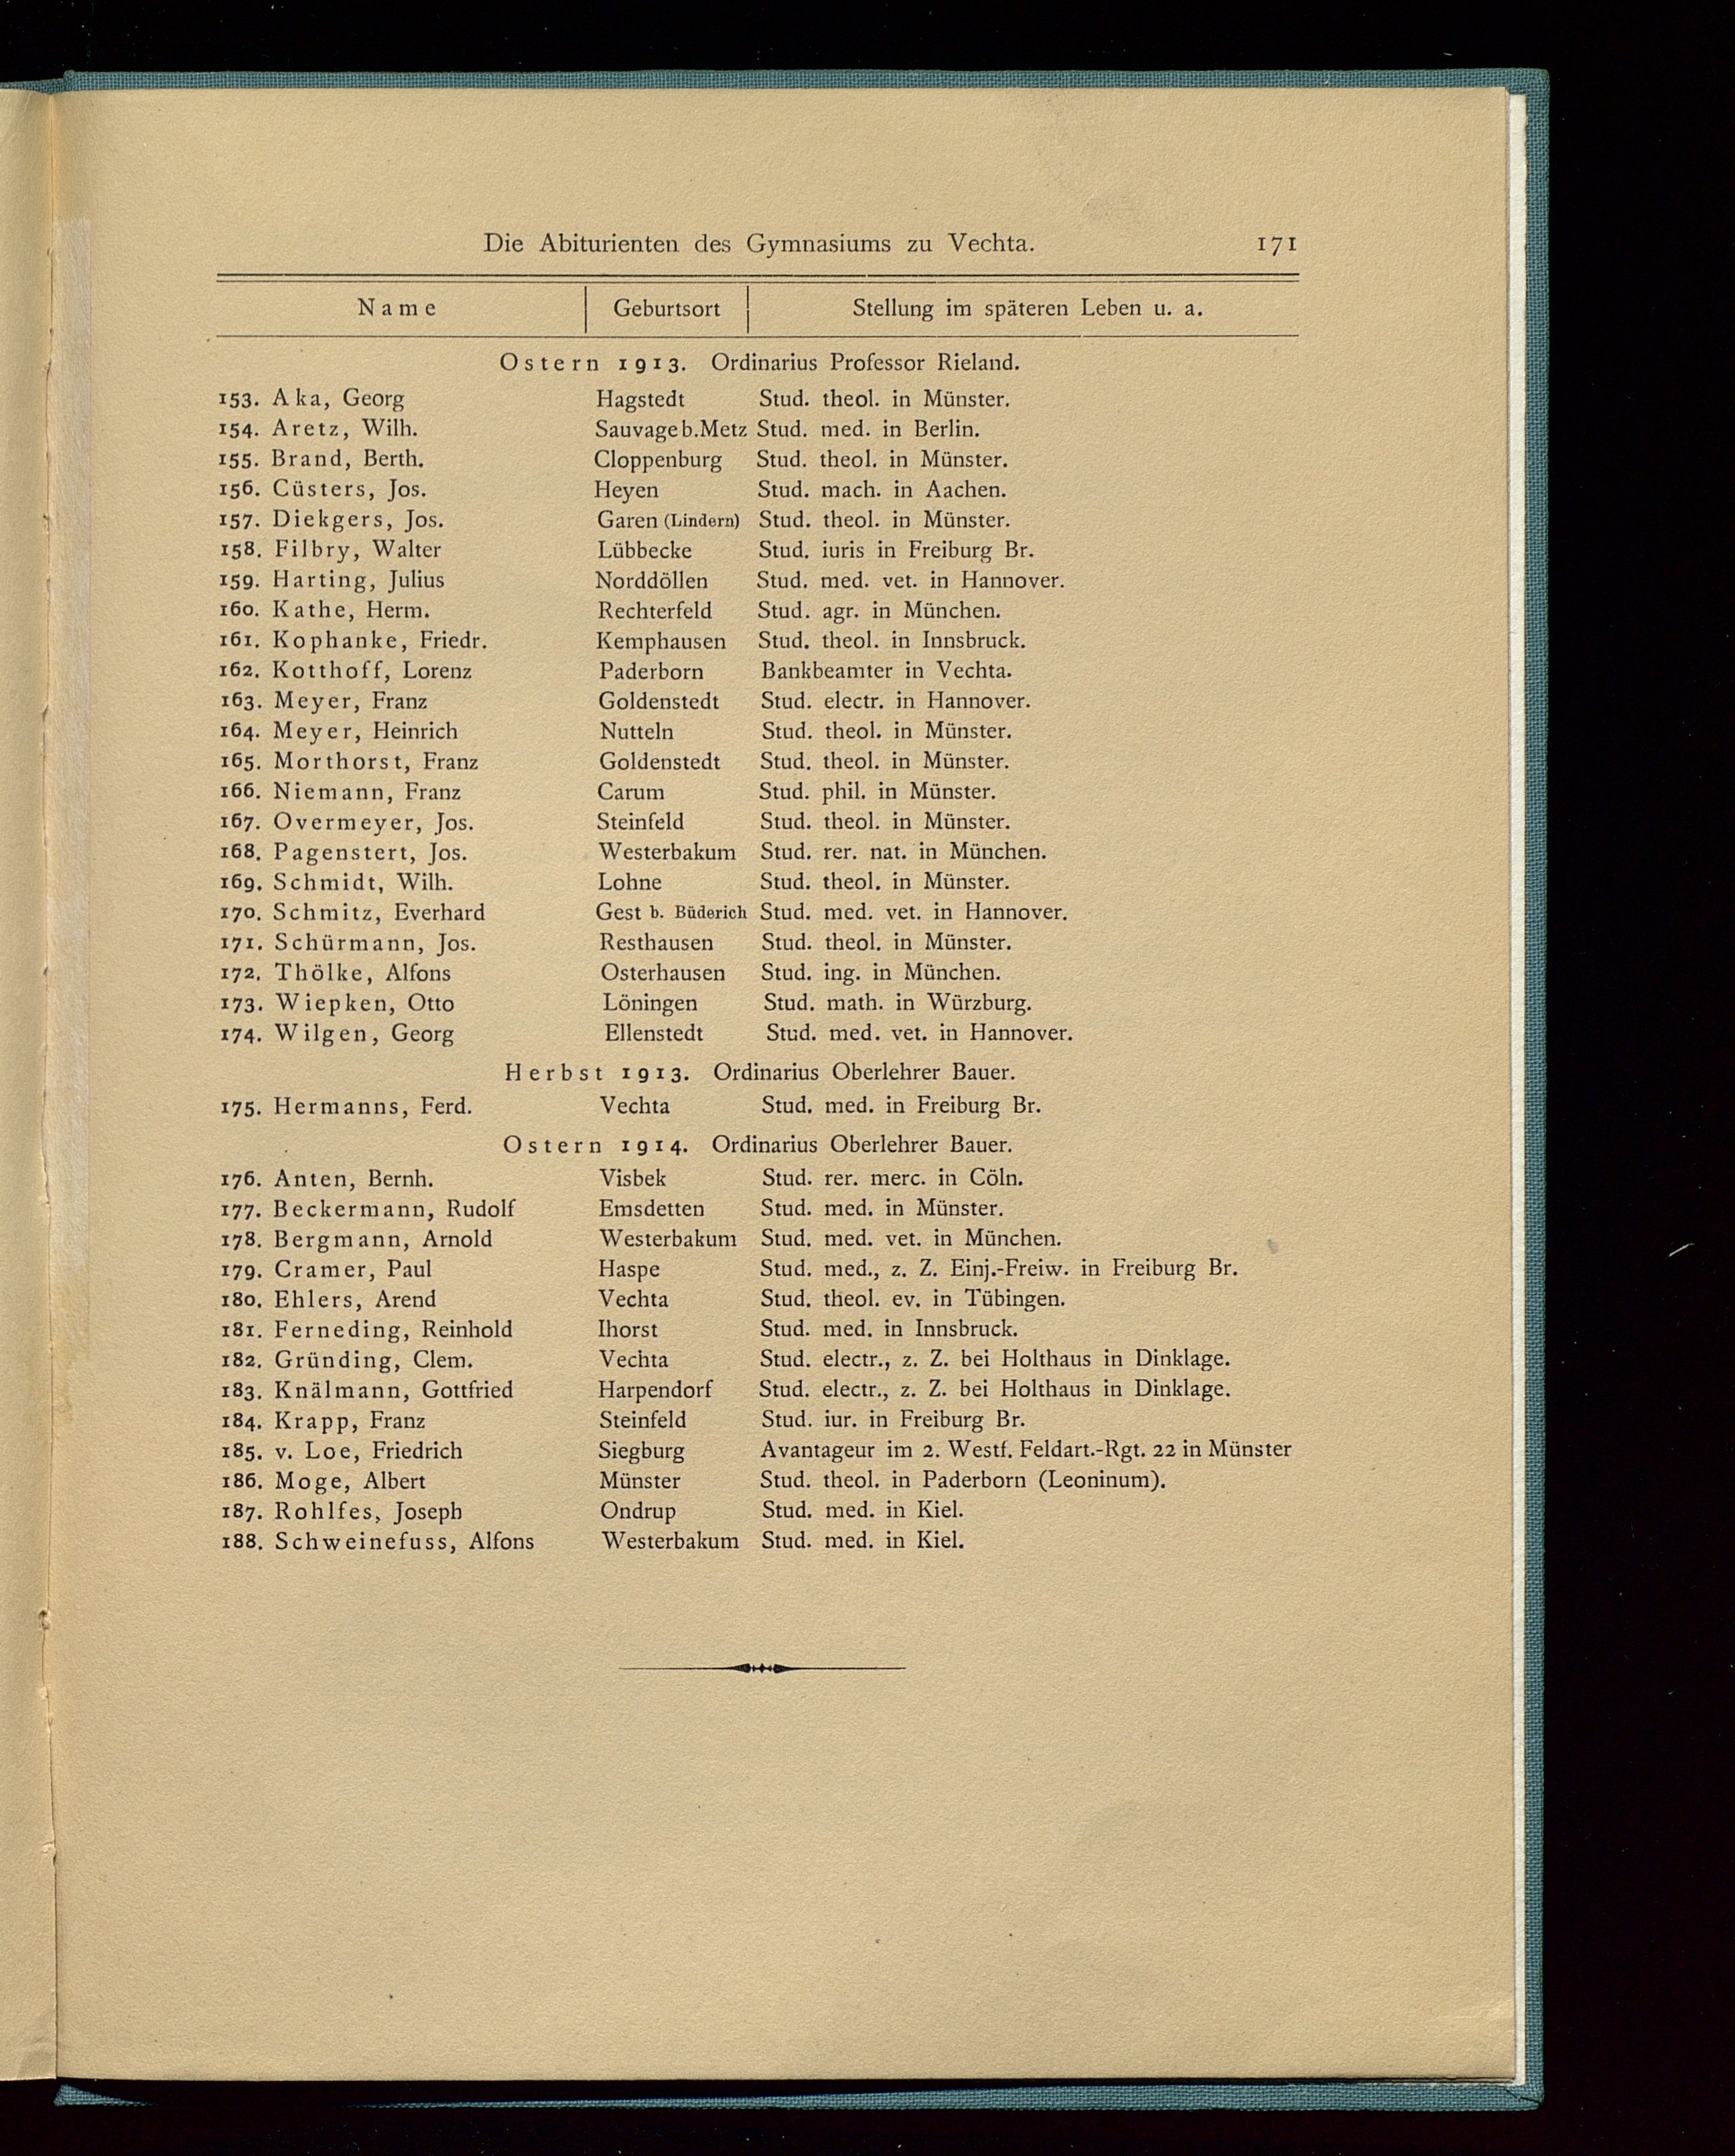 Die Abiturienten des Gymnasiums zu Vechta. 171
Name Geburtsort Stellung im späteren Leben u. a.
Ostern 1913. Ordinarius Professor Rieland.
153. Aka, Georg Hagstedt Stud. theol. in Münster.
154. Aretz, Wilh. Sauvage b. Metz Stud. med. in Berlin.
155. Brand, Berth. Cloppenburg Stud. theol. in Münster.
156. Cüsters, Jos. Heyen Stud. mach. in Aachen.
157. Diekgers, Jos. Garen (Lindern) Stud. theol. in Münster.
158. Filbry, Walter Lübbecke Stud. iuris in Freiburg Br.
159. Harting, Julius Norddöllen Stud. med. vet. in Hannover.
160. Kathe, Herm. Rechterfeld Stud. agr. in München.
161. Kophanke, Friedr. Kemphausen Stud. theol. in Innsbruck.
162. Kotthoff, Lorenz Paderborn Bankbeamter in Vechta.
163. Meyer, Franz Goldenstedt Stud. electr. in Hannover.
164. Meyer, Heinrich Nutteln Stud. theol. in Münster.
165. Morthorst, Franz Goldenstedt Stud. theol. in Münster.
166. Niemann, Franz Carum Stud. phil. in Münster.
167. Overmeyer, Jos. Steinfeld Stud. theol. in Münster.
168. Pagenstert, Jos. Westerbakum Stud. rer. nat. in München.
169. Schmidt, Wilh. Lohne Stud. theol. in Münster.
170. Schmitz, Everhard Gest b. Büderich Stud. med. vet. in Hannover.
171. Schürmann, Jos. Resthausen Stud. theol. in Münster.
172. Thölke, Alfons Osterhausen Stud. ing. in München.
173. Wiepken, Otto Löningen Stud. math. in Würzburg.
174. Wilgen, Georg Ellenstedt Stud. med. vet. in Hannover.
Herbst 1913. Ordinarius Oberlehrer Bauer.
175. Hermanns, Ferd. Vechta Stud. med. in Freiburg Br.
Ostern 1914. Ordinarius Oberlehrer Bauer.
176. Anten, Bernh. Visbek Stud. rer. merc. in Cöln.
177. Beckermann, Rudolf Emsdetten Stud. med. in Münster.
178. Bergmann, Arnold Westerbakum Stud. med. vet. in München.
179. Cramer, Paul Haspe Stud. med., z. Z. Einj.-Freiw. in Freiburg Br.
180. Ehlers, Arend Vechta Stud. theol. ev. in Tübingen.
181. Ferneding, Reinhold Ihorst Stud. med. in Innsbruck.
182. Gründing, Clem. Vechta Stud. electr., z. Z. bei Holthaus in Dinklage.
183. Knälmann, Gottfried Harpendorf Stud. electr., z. Z. bei Holthaus in Dinklage.
184. Krapp, Franz Steinfeld Stud. iur. in Freiburg Br.
185. v. Loe, Friedrich Siegburg Avantageur im 2. Westf. Feldart.-Rgt. 22 in Münster
186. Moge, Albert Münster Stud. theol. in Paderborn (Leoninum).
187. Rohlfes, Joseph Ondrup Stud. med. in Kiel.
188. Schweinefuss, Alfons Westerbakum Stud. med. in Kiel.